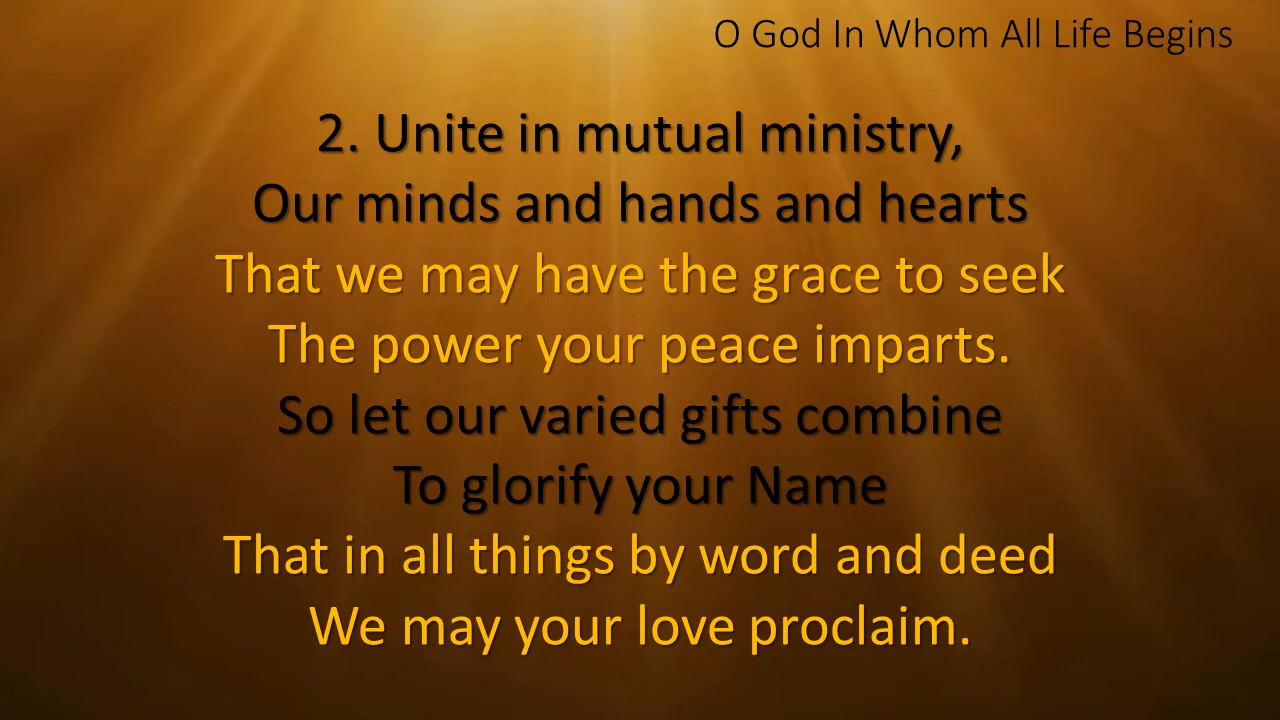 O God In Whom All Life Begins
2. Unite in mutual ministry,
Our minds and hands and hearts
That we may have the grace to seek
The power your peace imparts.
So let our varied gifts combine
To glorify your Name
That in all things by word and deed
We may your love proclaim.